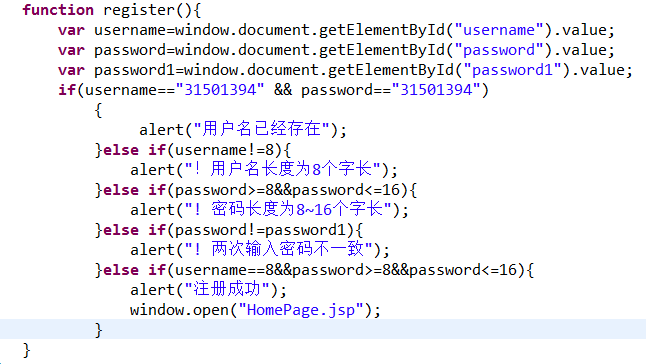 function register(){
var username=window.document.getElementById("username").value;
var password=window.document.getElementById("password").value;
var password1=window.document.getElementById("password1").value;
if(username=="31501394" && password=="31501394")
{
alert("用户名已经存在");
}else if(username!=8){
alert("! 用户名长度为8个字长");
}else if(password>=8&&password<=16){
alert("! 密码长度为8~16个字长");
}else if(password!=password1){
alert("! 两次输入密码不一致");
}else if(username==8&&password>=8&&password<=16){
alert("注册成功");
window.open("HomePage.jsp");
}
}